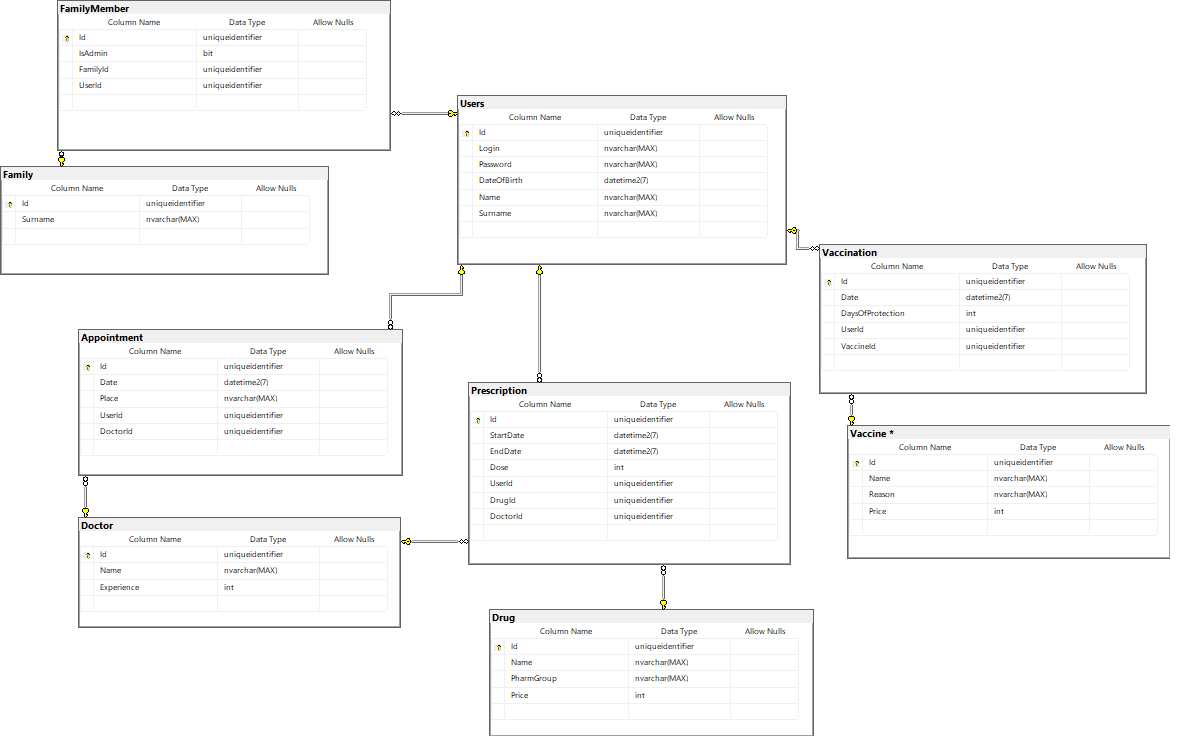 FamilyMember
Column Name Data Type Allow Nulls
Id uniqueidentifier
IsAdmin bit
FamilyId uniqueidentifier
UserId uniqueidentifier
Family
Column Name Data Type Allow Nulls
Id uniqueidentifier
Surname nvarchar(MAX)
Users
Column Name Data Type Allow Nulls
Id uniqueidentifier
Login nvarchar(MAX)
Password nvarchar(MAX)
DateOfBirth datetime2(7)
Name nvarchar(MAX)
Surname nvarchar(MAX)
Vaccination
Column Name Data Type Allow Nulls
Id uniqueidentifier
Date datetime2(7)
DaysOfProtection int
UserId uniqueidentifier
VaccineId uniqueidentifier
Appointment
Column Name Data Type Allow Nulls
Id uniqueidentifier
Date datetime2(7)
Place nvarchar(MAX)
UserId uniqueidentifier
DoctorId uniqueidentifier
Prescription
Column Name Data Type Allow Nulls
Id uniqueidentifier
StartDate datetime2(7)
EndDate datetime2(7)
Dose int
UserId uniqueidentifier
DrugId uniqueidentifier
DoctorId uniqueidentifier
Vaccine *
Column Name Data Type Allow Nulls
Id uniqueidentifier
Name nvarchar(MAX)
Reason nvarchar(MAX)
Price int
Doctor
Column Name Data Type Allow Nulls
Id uniqueidentifier
Name nvarchar(MAX)
Experience int
Drug
Column Name Data Type Allow Nulls
Id uniqueidentifier
Name nvarchar(MAX)
PharmGroup nvarchar(MAX)
Price int